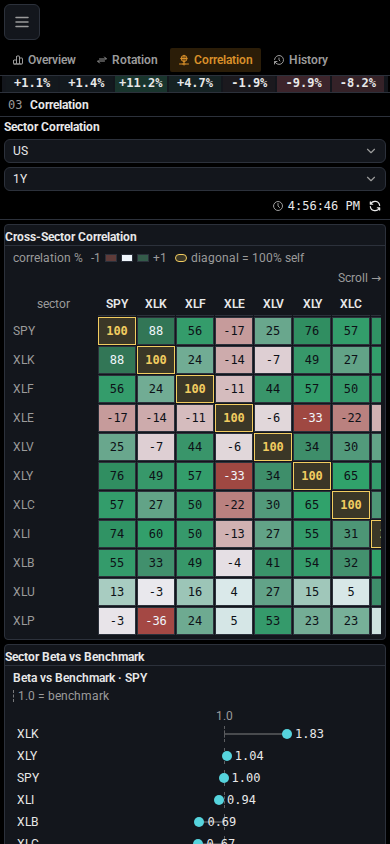 Overview Rotation Correlation History
+1.1% +1.4% +11.2% +4.7% -1.9% -9.9% -8.2%
03 Correlation
Sector Correlation
US
1Y
4:56:46 PM
Cross-Sector Correlation
correlation % -1 +1 diagonal = 100% self
Scroll →
sector SPY XLK XLF XLE XLV XLY XLC
SPY 100 88 56 -17 25 76 57
XLK 88 100 24 -14 -7 49 27
XLF 56 24 100 -11 44 57 50
XLE -17 -14 -11 100 -6 -33 -22
XLV 25 -7 44 -6 100 34 30
XLY 76 49 57 -33 34 100 65
XLC 57 27 50 -22 30 65 100
XLI 74 60 50 -13 27 55 31
XLB 55 33 49 -4 41 54 32
XLU 13 -3 16 4 27 15 5
XLP -3 -36 24 5 53 23 23
Sector Beta vs Benchmark
Beta vs Benchmark · SPY
1.0 = benchmark
1.0
XLK 1.83
XLY 1.04
SPY 1.00
XLI 0.94
XLB 0.69
XLC 0.67